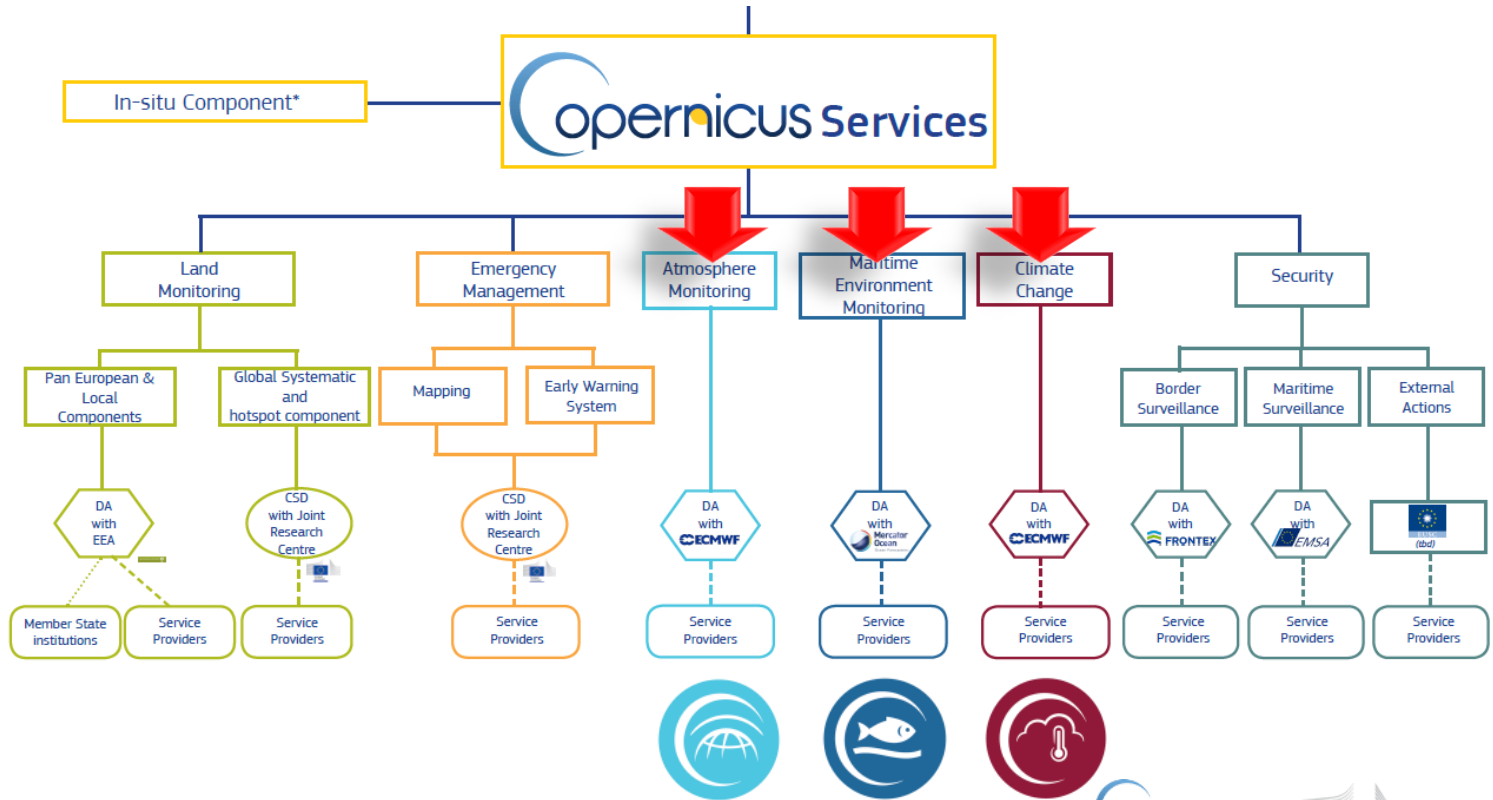 In-situ Component*
Copernicus Services
Land
Monitoring
Emergency
Management
Atmosphere
Monitoring
Maritime
Environment
Monitoring
Climate
Change
Security
Pan European &
Local
Components
Global Systematic
and
hotspot component
Mapping
Early Warning
System
Border
Surveillance
Maritime
Surveillance
External
Actions
DA
with
EEA
CSD
with Joint
Research
Centre
CSD
with Joint
Research
Centre
DA
with
ECMWF
DA
with
Mercator
Ocean
DA
with
ECMWF
DA
with
FRONTEX
DA
with
EMSA
(tbd)
Member State
institutions
Service
Providers
Service
Providers
Service
Providers
Service
Providers
Service
Providers
Service
Providers
Service
Providers
Service
Providers
Service
Providers